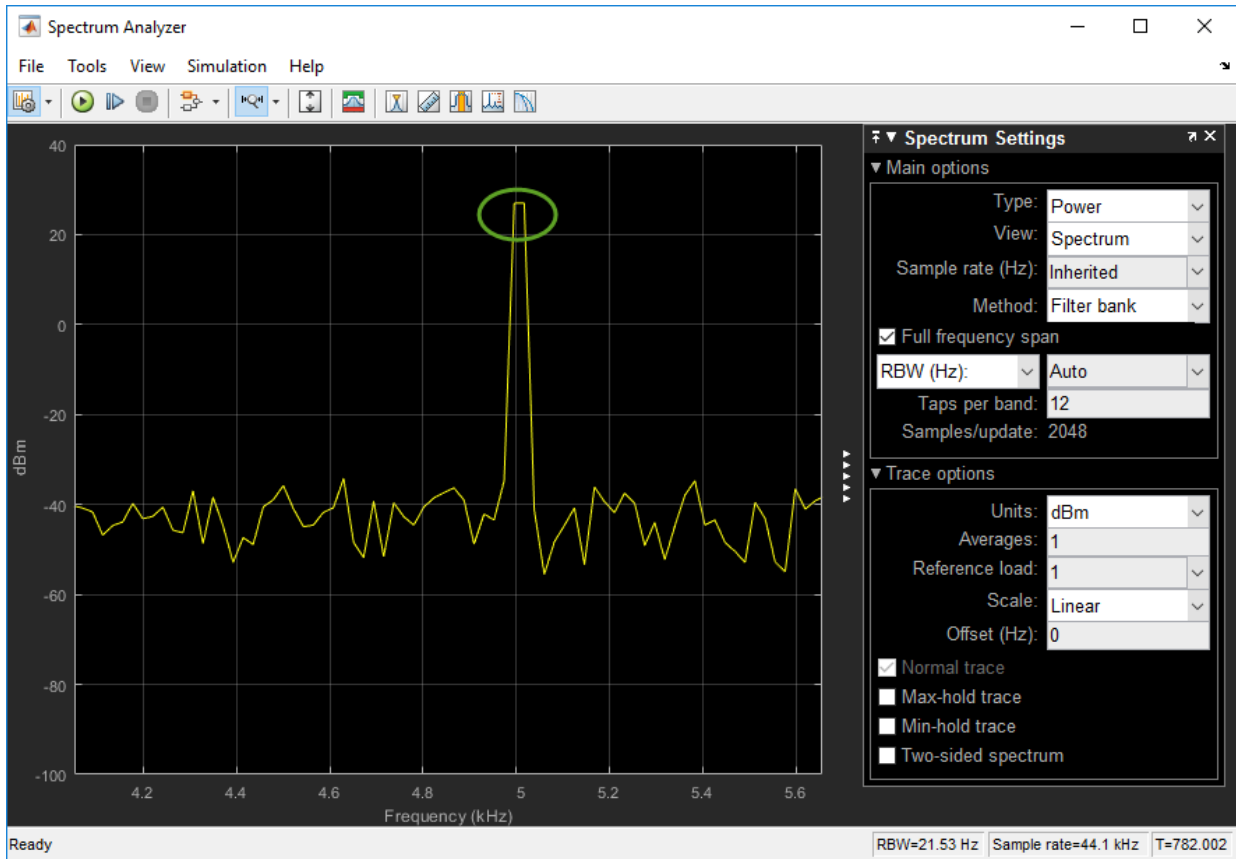 Spectrum Analyzer
File Tools View Simulation Help
40
20
0
-20
-40
-60
-80
-100
dBm
4.2 4.4 4.6 4.8 5 5.2 5.4 5.6
Frequency (kHz)
Spectrum Settings
Main options
Type: Power
View: Spectrum
Sample rate (Hz): Inherited
Method: Filter bank
Full frequency span
RBW (Hz): Auto
Taps per band: 12
Samples/update: 2048
Trace options
Units: dBm
Averages: 1
Reference load: 1
Scale: Linear
Offset (Hz): 0
Normal trace
Max-hold trace
Min-hold trace
Two-sided spectrum
Ready RBW=21.53 Hz Sample rate=44.1 kHz T=782.002